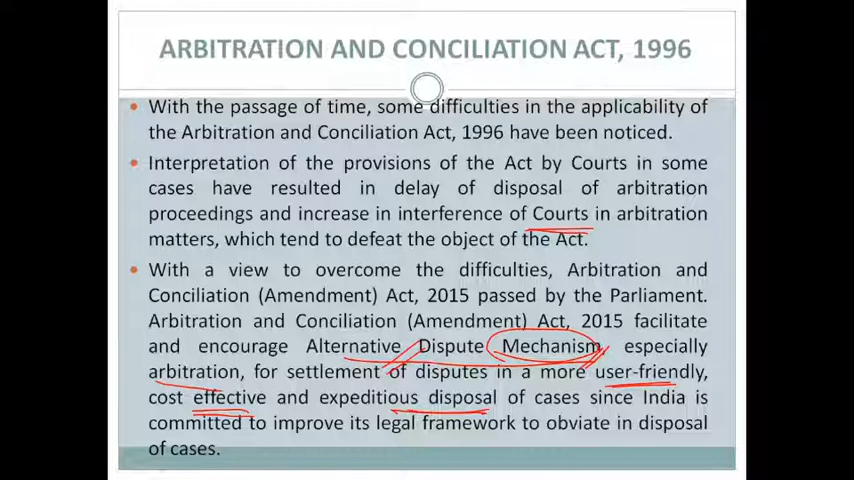 ARBITRATION AND CONCILIATION ACT, 1996
With the passage of time, some difficulties in the applicability of
the Arbitration and Conciliation Act, 1996 have been noticed.
Interpretation of the provisions of the Act by Courts in some
cases have resulted in delay of disposal of arbitration
proceedings and increase in interference of Courts in arbitration
matters, which tend to defeat the object of the Act.
With a view to overcome the difficulties, Arbitration and
Conciliation (Amendment) Act, 2015 passed by the Parliament.
Arbitration and Conciliation (Amendment) Act, 2015 facilitate
and encourage Alternative Dispute Mechanism, especially
arbitration, for settlement of disputes in a more user-friendly,
cost effective and expeditious disposal of cases since India is
committed to improve its legal framework to obviate in disposal
of cases.